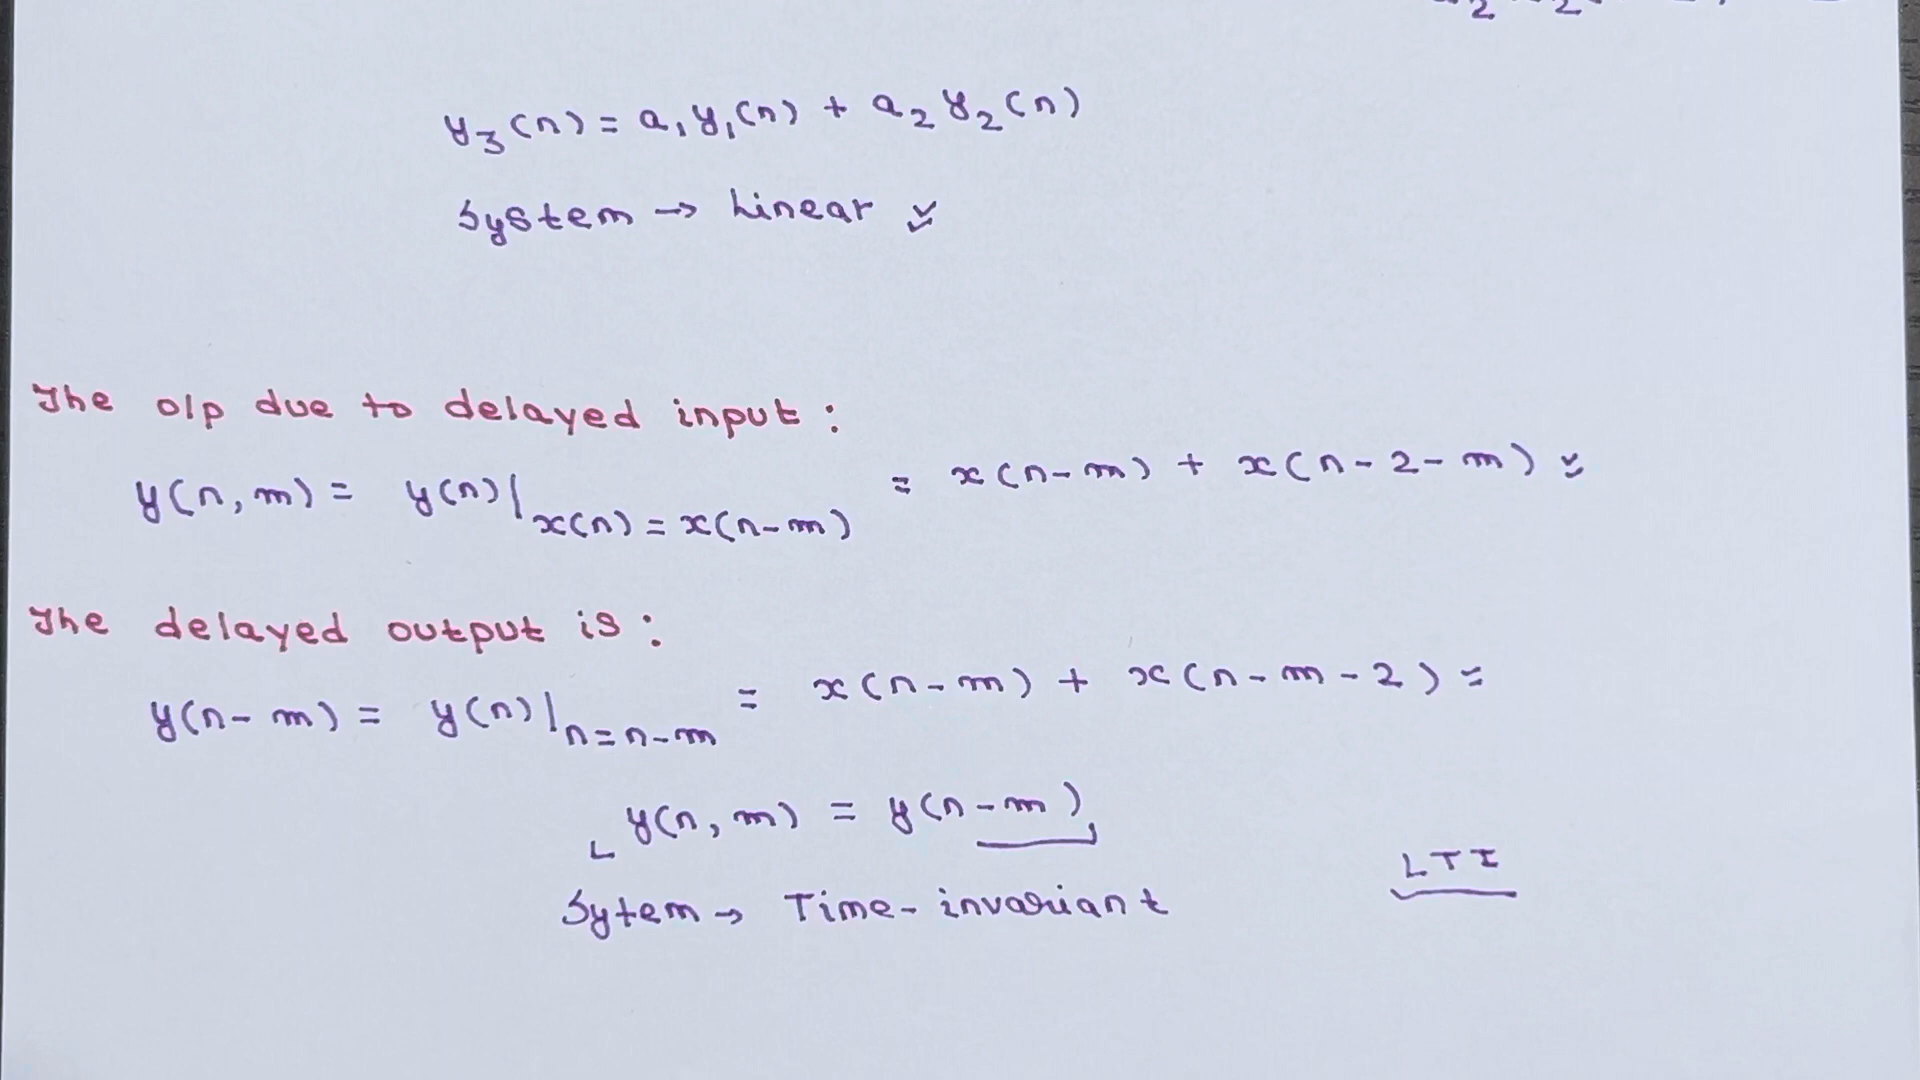 y₃(n) = a₁y₁(n) + a₂y₂(n)
System → Linear
The o/p due to delayed input :
y(n, m) = y(n)|x(n) = x(n-m) = x(n-m) + x(n-2-m)
The delayed output is :
y(n-m) = y(n)|n=n-m = x(n-m) + x(n-m-2)
y(n, m) = y(n-m)
LTI
Sytem → Time-invariant